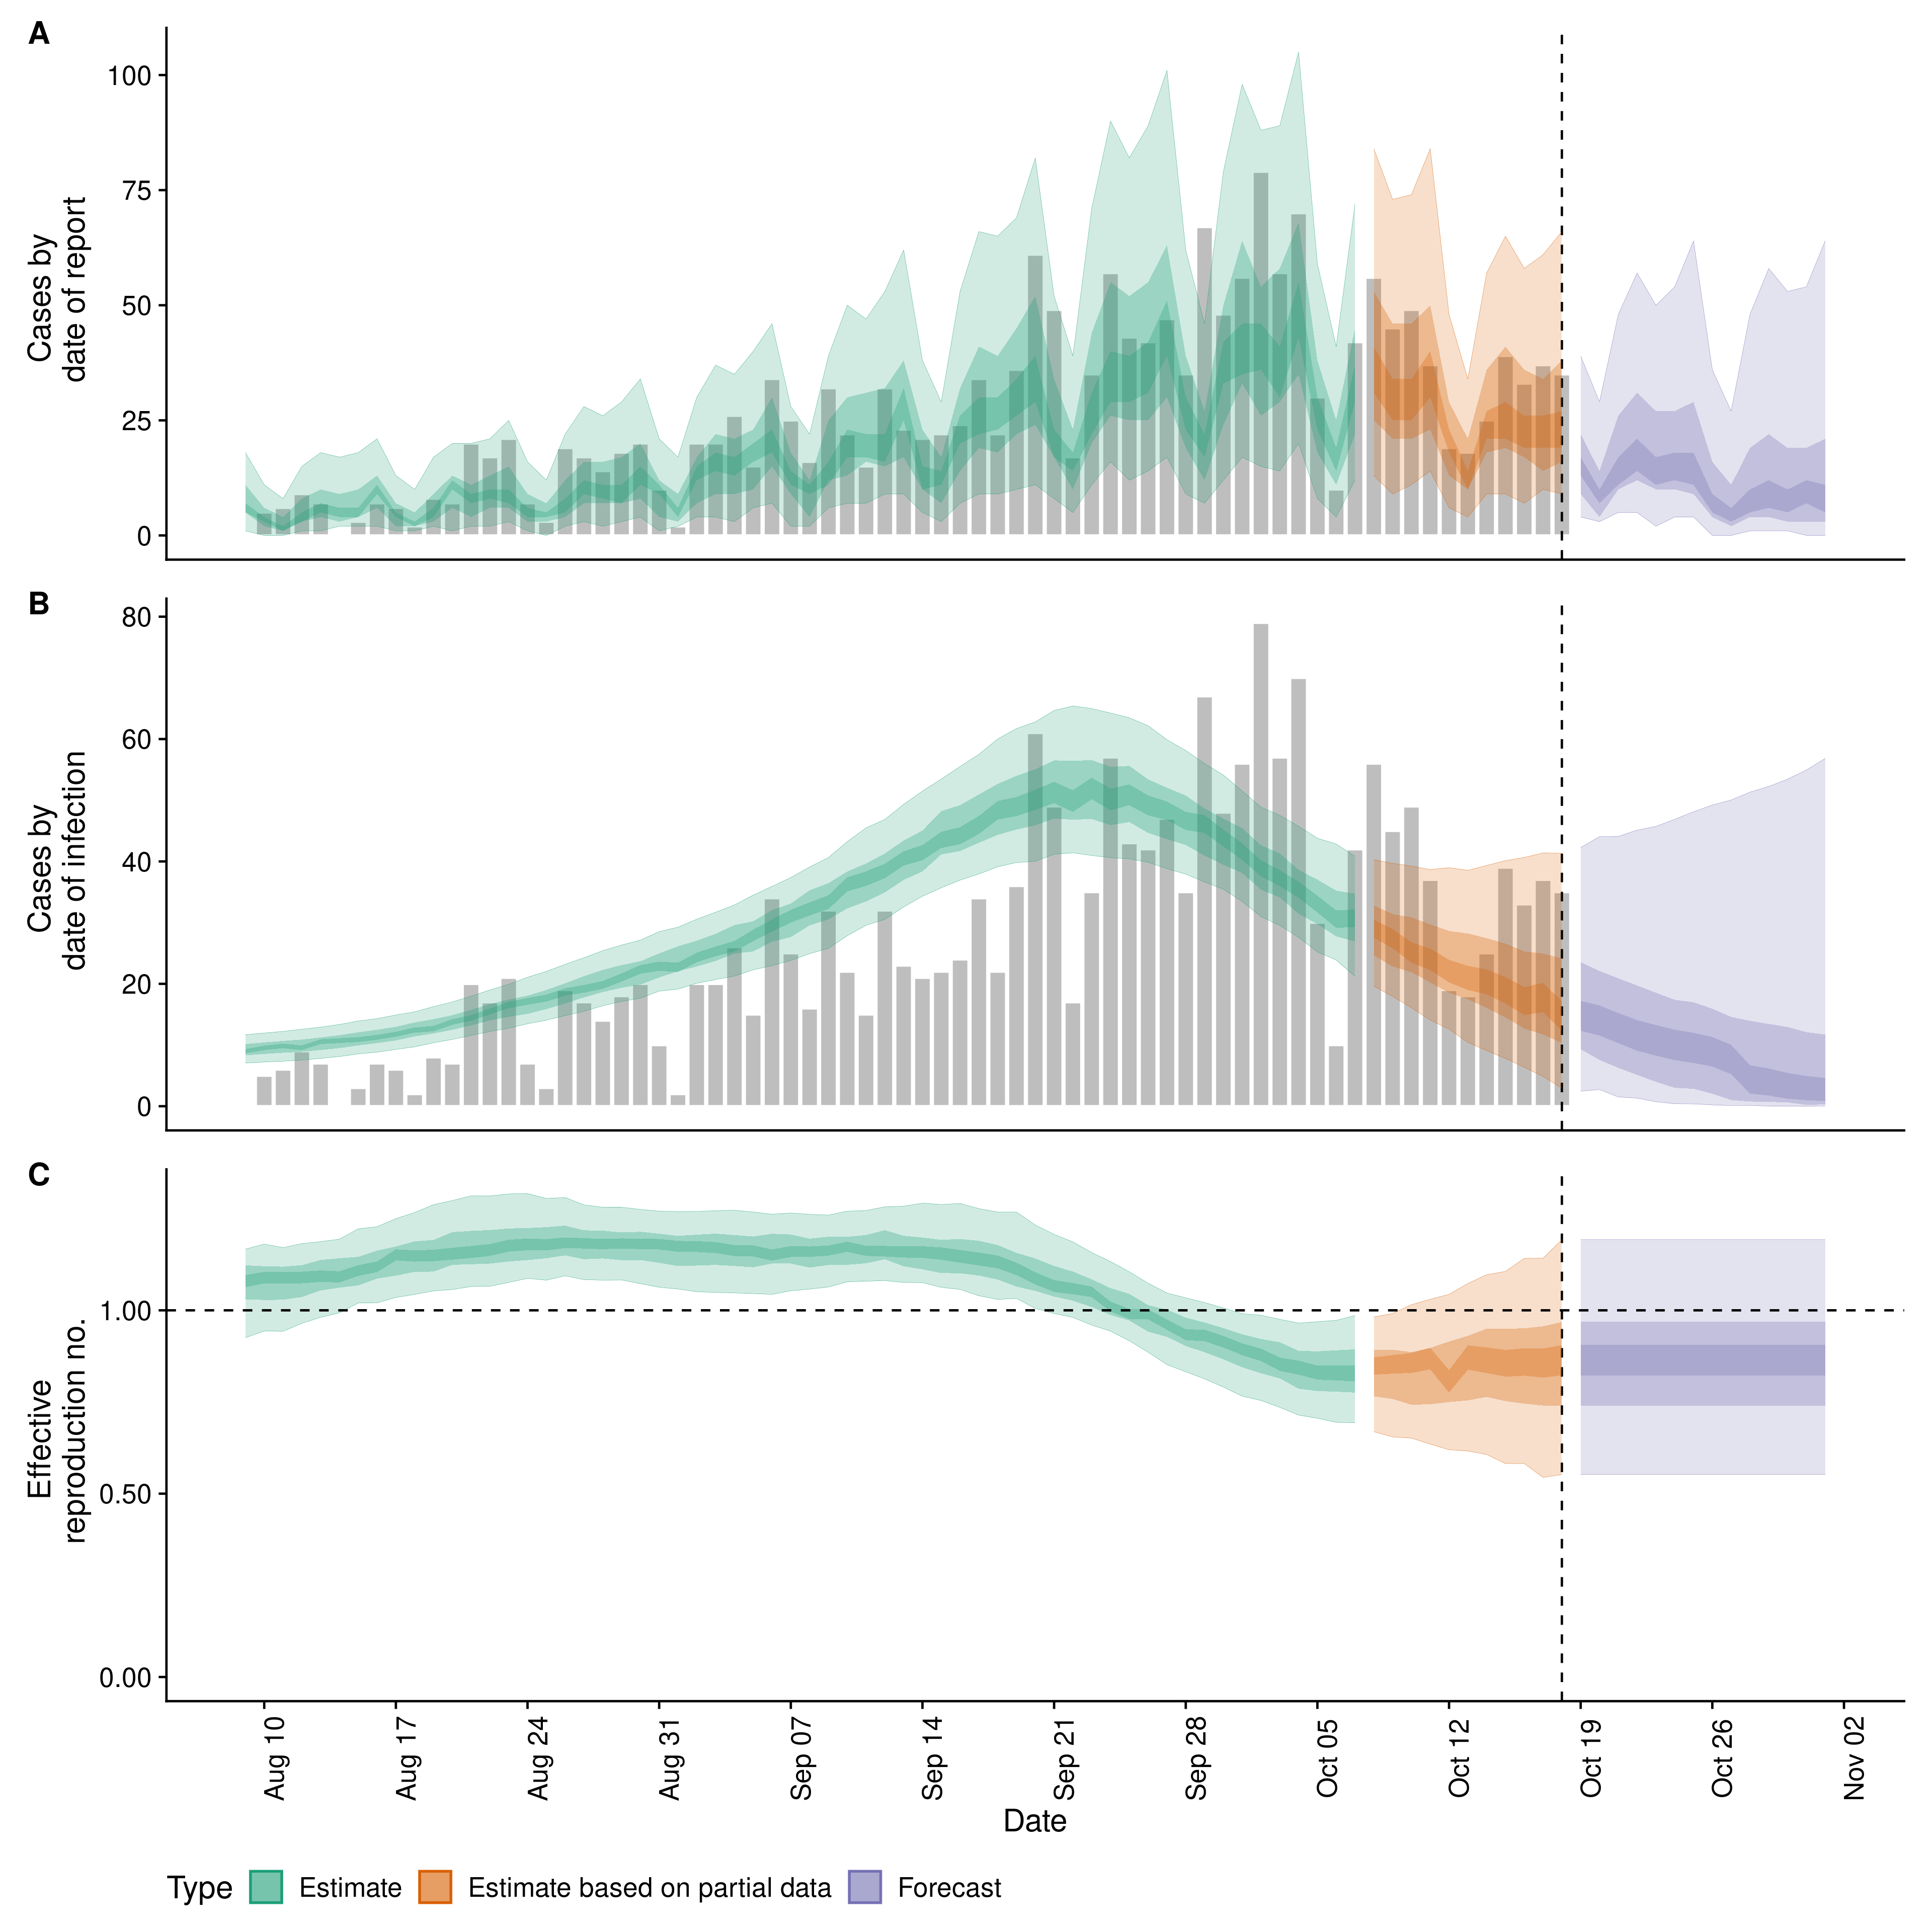 A
Cases by
date of report
100
75
50
25
0
B
Cases by
date of infection
80
60
40
20
0
C
Effective
reproduction no.
1.00
0.50
0.00
Aug 10
Aug 17
Aug 24
Aug 31
Sep 07
Sep 14
Sep 21
Sep 28
Oct 05
Oct 12
Oct 19
Oct 26
Nov 02
Date
Type Estimate Estimate based on partial data Forecast